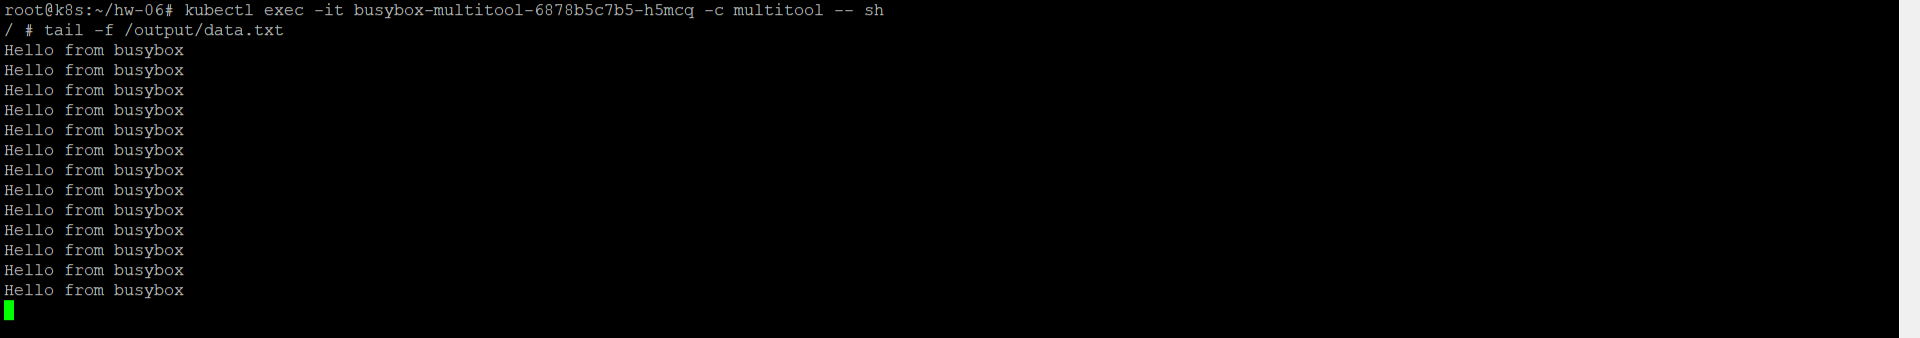 root@k8s:~/hw-06# kubectl exec -it busybox-multitool-6878b5c7b5-h5mcq -c multitool -- sh
/ # tail -f /output/data.txt
Hello from busybox
Hello from busybox
Hello from busybox
Hello from busybox
Hello from busybox
Hello from busybox
Hello from busybox
Hello from busybox
Hello from busybox
Hello from busybox
Hello from busybox
Hello from busybox
Hello from busybox